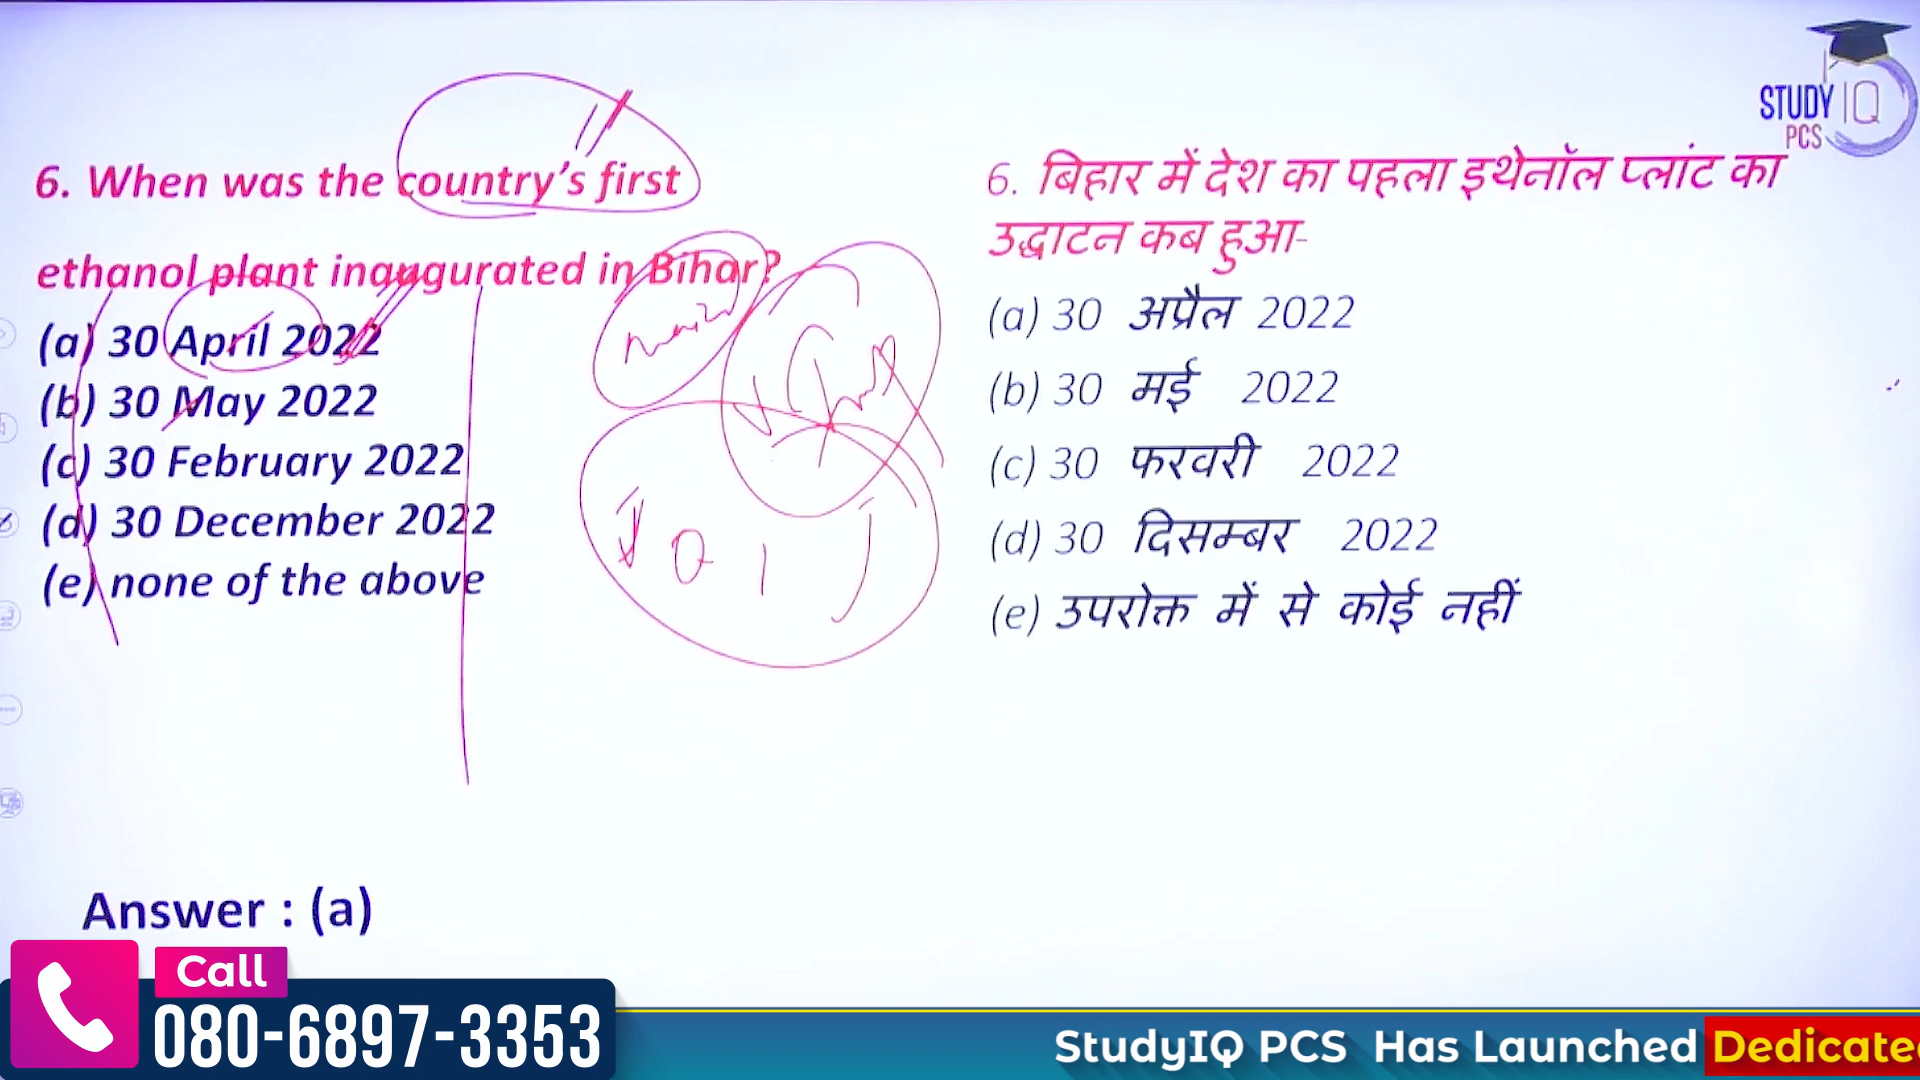 STUDY IQ
PCS
6. When was the country's first
ethanol plant inaugurated in Bihar?
(a) 30 April 2022
(b) 30 May 2022
(c) 30 February 2022
(d) 30 December 2022
(e) none of the above
Answer : (a)
6. बिहार में देश का पहला इथेनॉल प्लांट का
उद्घाटन कब हुआ-
(a) 30 अप्रैल 2022
(b) 30 मई 2022
(c) 30 फरवरी 2022
(d) 30 दिसम्बर 2022
(e) उपरोक्त में से कोई नहीं
Call
080-6897-3353
StudyIQ PCS Has Launched Dedicate